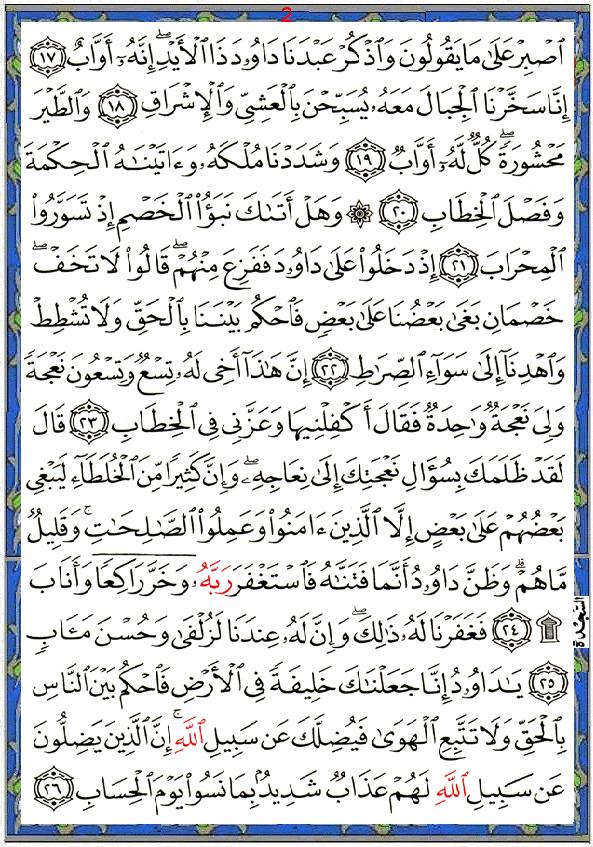 2
ٱصۡبِرۡ عَلَىٰ مَا يَقُولُونَ وَٱذۡكُرۡ عَبۡدَنَا دَاوُۥدَ ذَا ٱلۡأَيۡدِۖ إِنَّهُۥٓ أَوَّابٌ ١٧
إِنَّا سَخَّرۡنَا ٱلۡجِبَالَ مَعَهُۥ يُسَبِّحۡنَ بِٱلۡعَشِيِّ وَٱلۡإِشۡرَاقِ ١٨ وَٱلطَّيۡرَ
مَحۡشُورَةٗۖ كُلّٞ لَّهُۥٓ أَوَّابٞ ١٩ وَشَدَدۡنَا مُلۡكَهُۥ وَءَاتَيۡنَٰهُ ٱلۡحِكۡمَةَ
وَفَصۡلَ ٱلۡخِطَابِ ٢٠ ۞ وَهَلۡ أَتَىٰكَ نَبَؤُاْ ٱلۡخَصۡمِ إِذۡ تَسَوَّرُواْ
ٱلۡمِحۡرَابَ ٢١ إِذۡ دَخَلُواْ عَلَىٰ دَاوُۥدَ فَفَزِعَ مِنۡهُمۡۖ قَالُواْ لَا تَخَفۡۖ
خَصۡمَانِ بَغَىٰ بَعۡضُنَا عَلَىٰ بَعۡضٖ فَٱحۡكُم بَيۡنَنَا بِٱلۡحَقِّ وَلَا تُشۡطِطۡ
وَٱهۡدِنَآ إِلَىٰ سَوَآءِ ٱلصِّرَٰطِ ٢٢ إِنَّ هَٰذَآ أَخِي لَهُۥ تِسۡعٞ وَتِسۡعُونَ نَعۡجَةٗ
وَلِيَ نَعۡجَةٞ وَٰحِدَةٞ فَقَالَ أَكۡفِلۡنِيهَا وَعَزَّنِي فِي ٱلۡخِطَابِ ٢٣ قَالَ
لَقَدۡ ظَلَمَكَ بِسُؤَالِ نَعۡجَتِكَ إِلَىٰ نِعَاجِهِۦۖ وَإِنَّ كَثِيرٗا مِّنَ ٱلۡخُلَطَآءِ لَيَبۡغِي
بَعۡضُهُمۡ عَلَىٰ بَعۡضٍ إِلَّا ٱلَّذِينَ ءَامَنُواْ وَعَمِلُواْ ٱلصَّٰلِحَٰتِ وَقَلِيلٞ
مَّا هُمۡۗ وَظَنَّ دَاوُۥدُ أَنَّمَا فَتَنَّٰهُ فَٱسۡتَغۡفَرَ رَبَّهُۥ وَخَرَّ رَاكِعٗا وَأَنَابَ
۩ ٢٤ فَغَفَرۡنَا لَهُۥ ذَٰلِكَۖ وَإِنَّ لَهُۥ عِندَنَا لَزُلۡفَىٰ وَحُسۡنَ مَـَٔابٖ
السَّجْدَة
٢٥ يَٰدَاوُۥدُ إِنَّا جَعَلۡنَٰكَ خَلِيفَةٗ فِي ٱلۡأَرۡضِ فَٱحۡكُم بَيۡنَ ٱلنَّاسِ
بِٱلۡحَقِّ وَلَا تَتَّبِعِ ٱلۡهَوَىٰ فَيُضِلَّكَ عَن سَبِيلِ ٱللَّهِۚ إِنَّ ٱلَّذِينَ يَضِلُّونَ
عَن سَبِيلِ ٱللَّهِ لَهُمۡ عَذَابٞ شَدِيدُۢ بِمَا نَسُواْ يَوۡمَ ٱلۡحِسَابِ ٢٦